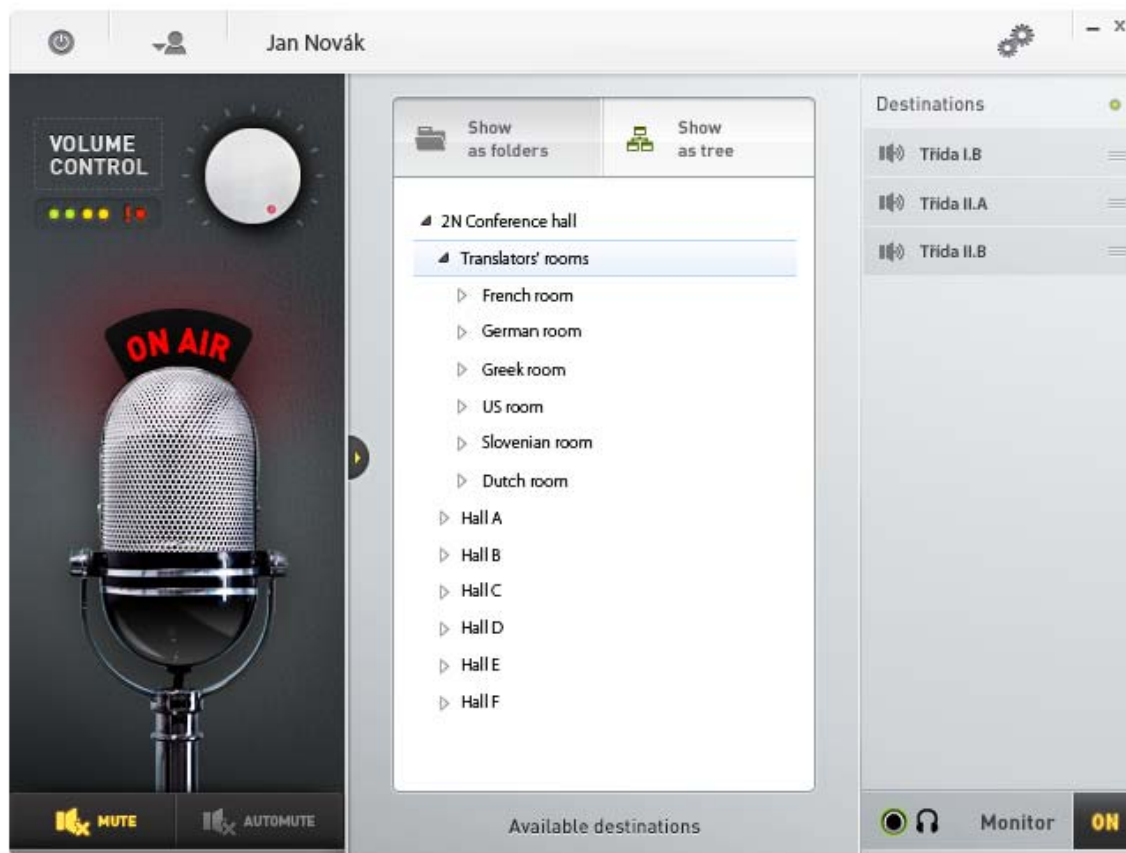 Jan Novák
– x
VOLUME
CONTROL
ON AIR
MUTE
AUTOMUTE
Show
as folders
Show
as tree
2N Conference hall
Translators' rooms
French room
German room
Greek room
US room
Slovenian room
Dutch room
Hall A
Hall B
Hall C
Hall D
Hall E
Hall F
Available destinations
Destinations
Třída I.B
Třída II.A
Třída II.B
Monitor
ON